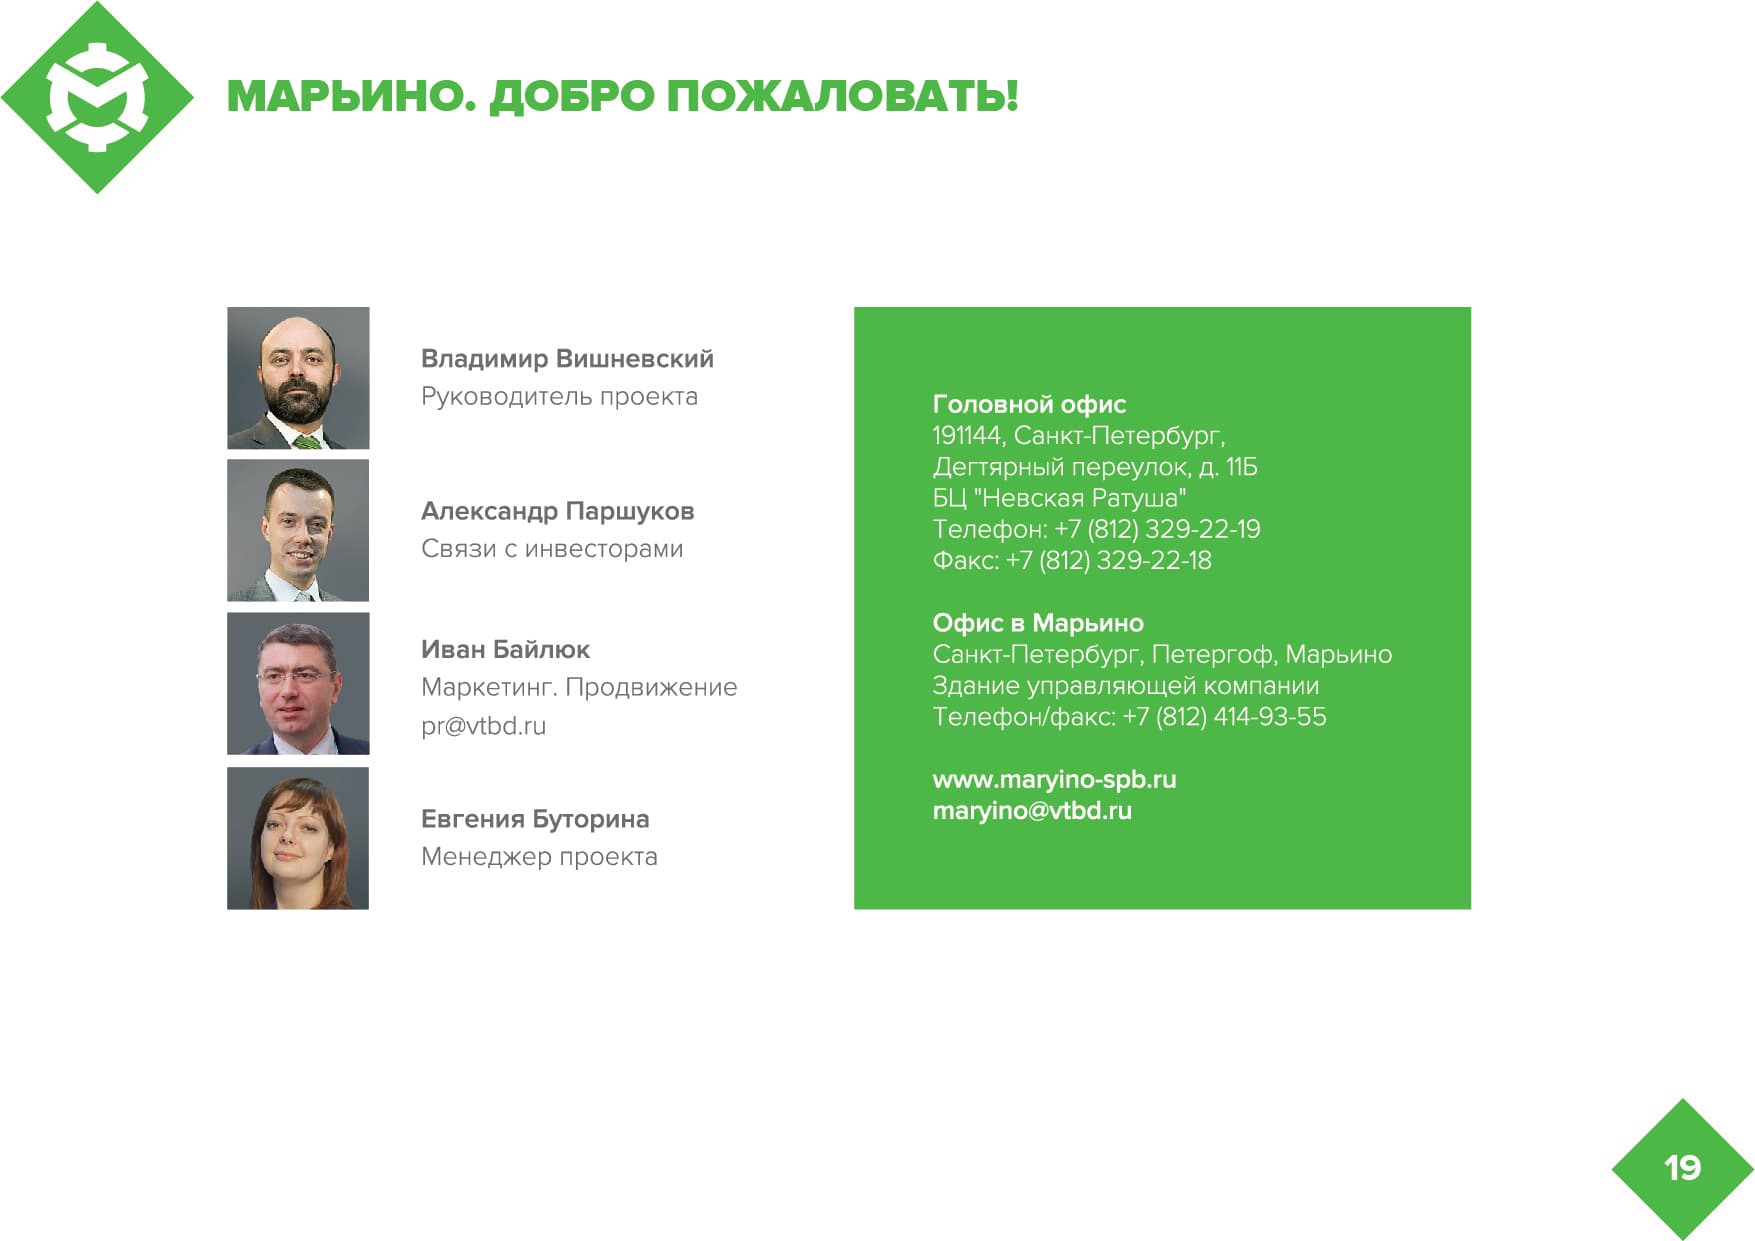 МАРЬИНО. ДОБРО ПОЖАЛОВАТЬ!
Владимир Вишневский
Руководитель проекта
Александр Паршуков
Связи с инвесторами
Иван Байлюк
Маркетинг. Продвижение
pr@vtbd.ru
Евгения Буторина
Менеджер проекта
Головной офис
191144, Санкт-Петербург,
Дегтярный переулок, д. 11Б
БЦ "Невская Ратуша"
Телефон: +7 (812) 329-22-19
Факс: +7 (812) 329-22-18
Офис в Марьино
Санкт-Петербург, Петергоф, Марьино
Здание управляющей компании
Телефон/факс: +7 (812) 414-93-55
www.maryino-spb.ru
maryino@vtbd.ru
19